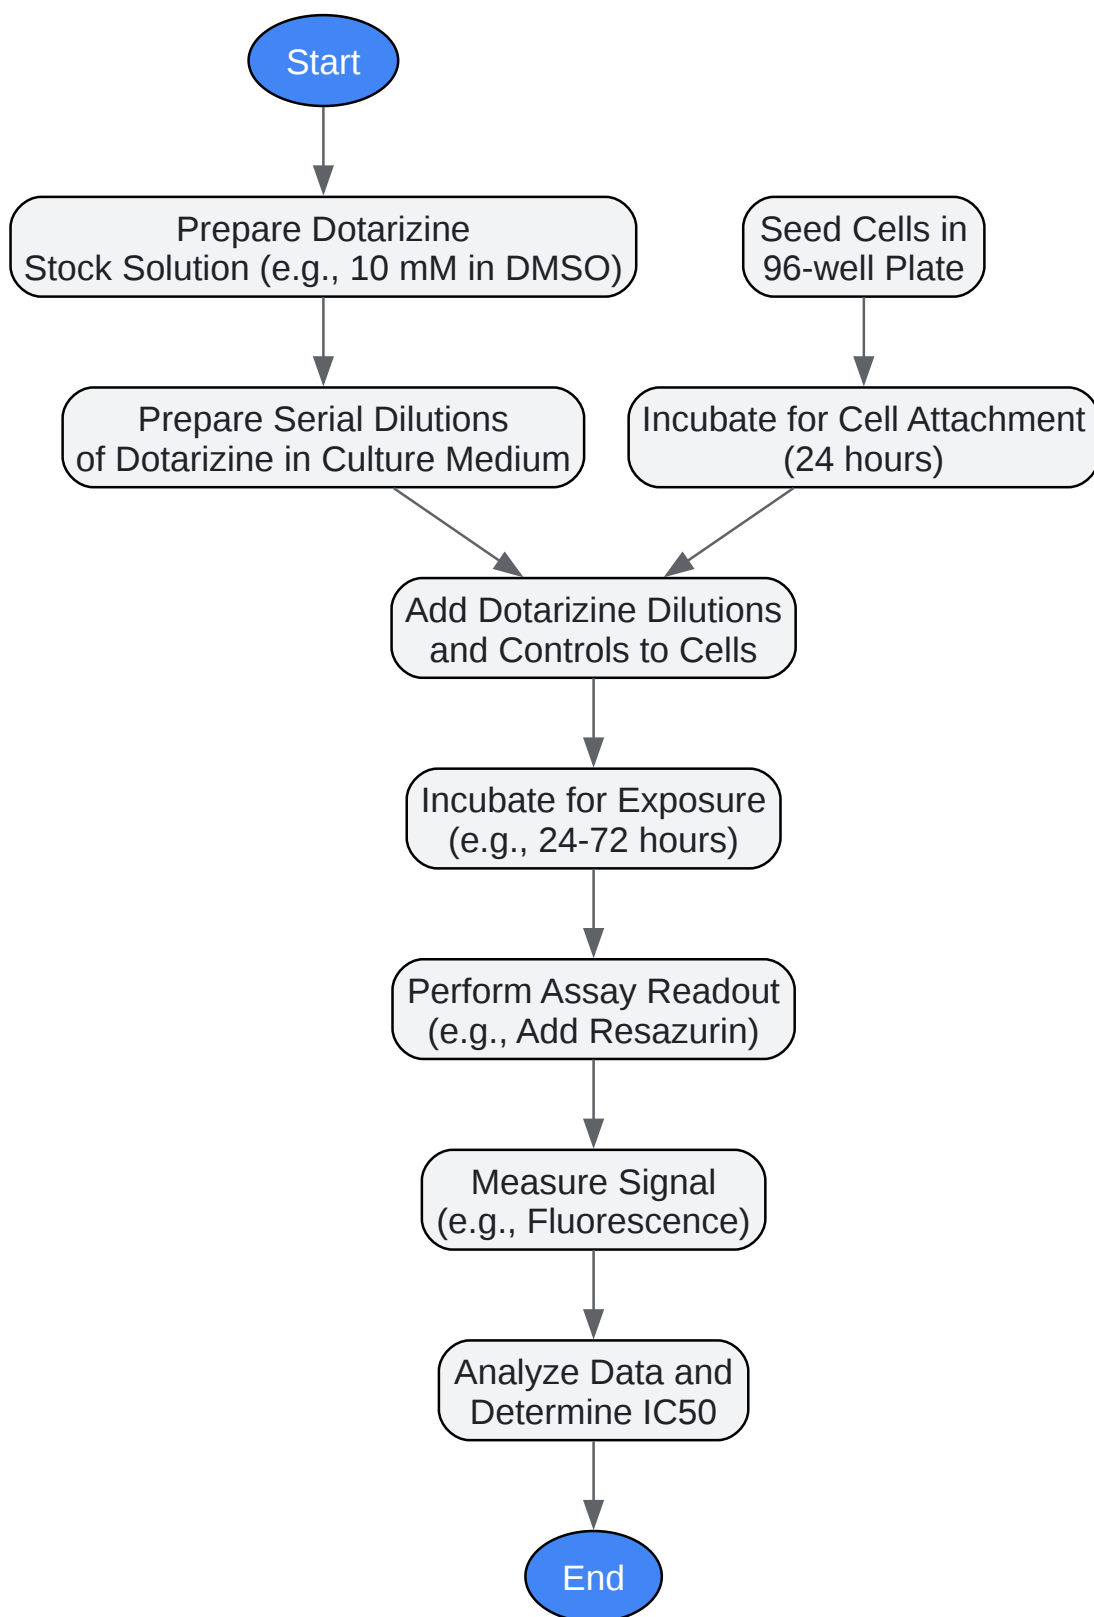 Start
Prepare Dotarizine
Stock Solution (e.g., 10 mM in DMSO)
Seed Cells in
96-well Plate
Prepare Serial Dilutions
of Dotarizine in Culture Medium
Incubate for Cell Attachment
(24 hours)
Add Dotarizine Dilutions
and Controls to Cells
Incubate for Exposure
(e.g., 24-72 hours)
Perform Assay Readout
(e.g., Add Resazurin)
Measure Signal
(e.g., Fluorescence)
Analyze Data and
Determine IC50
End